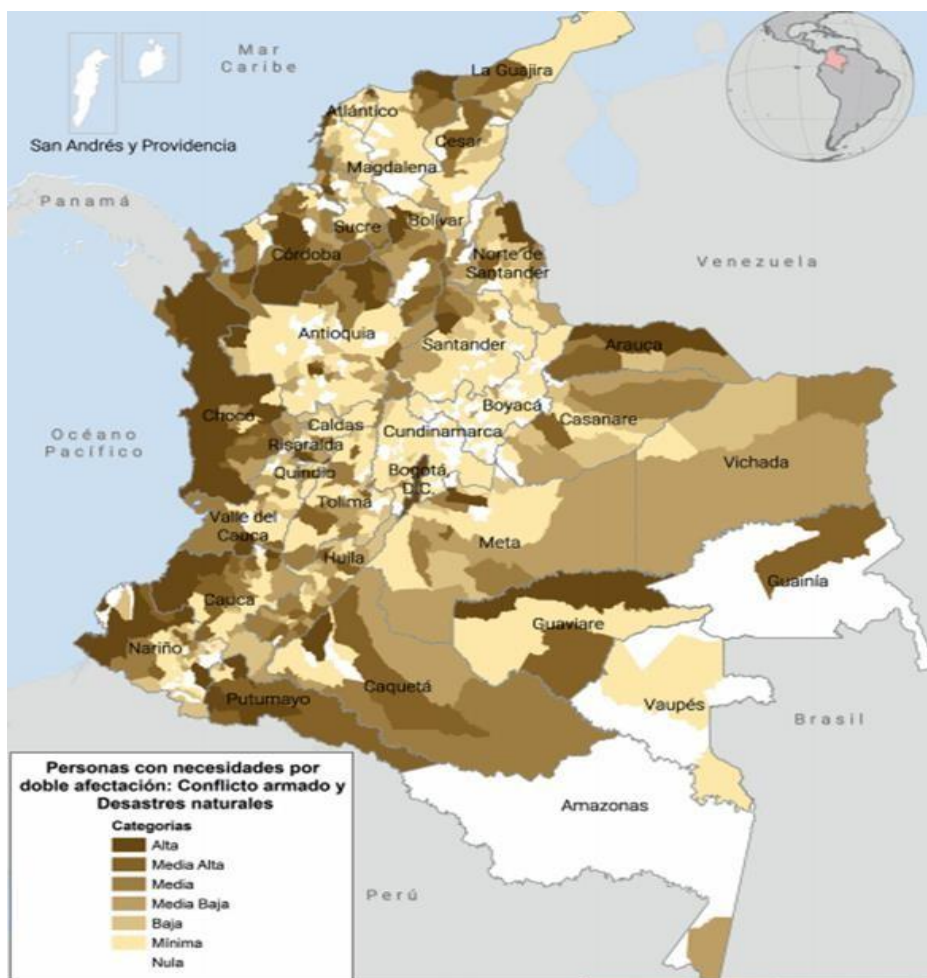 Mar
Caribe
La Guajira
Atlántico
San Andrés y Providencia
Cesar
Magdalena
Panamá
Sucre
Bolívar
Córdoba
Norte de
Santander
Venezuela
Antioquia
Santander
Arauca
Chocó
Boyacá
Océano
Pacífico
Caldas
Cundinamarca
Casanare
Risaralda
Vichada
Quindio
Bogotá,
D.C.
Tolima
Valle del
Cauca
Meta
Huila
Guainía
Cauca
Guaviare
Nariño
Caquetá
Putumayo
Vaupés
Brasil
Personas con necesidades por
doble afectación: Conflicto armado y
Desastres naturales
Categorías
Alta
Media Alta
Media
Media Baja
Baja
Mínima
Nula
Amazonas
Perú